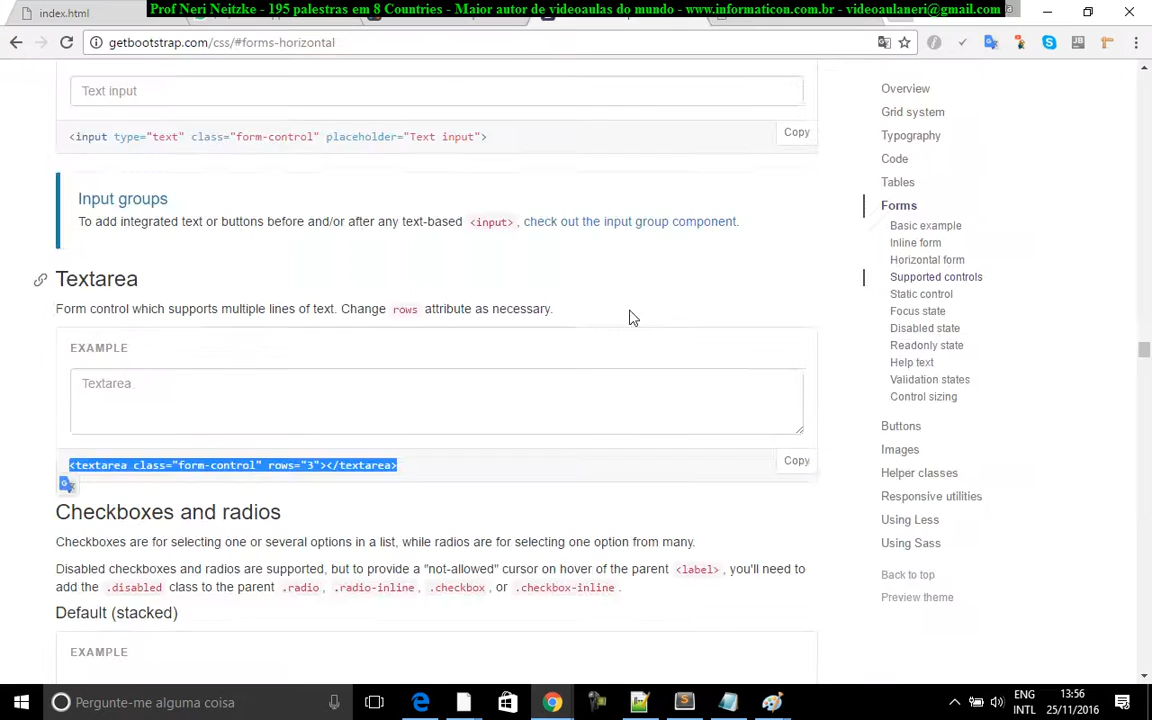 index.html
Prof Neri Neitzke - 195 palestras em 8 Countries - Maior autor de videoaulas do mundo - www.informaticon.com.br - videoaulaneri@gmail.com
getbootstrap.com/css/#forms-horizontal
Text input
<input type="text" class="form-control" placeholder="Text input">
Copy
Input groups
To add integrated text or buttons before and/or after any text-based <input>, check out the input group component.
Textarea
Form control which supports multiple lines of text. Change rows attribute as necessary.
EXAMPLE
Textarea
<textarea class="form-control" rows="3"></textarea>
Copy
Checkboxes and radios
Checkboxes are for selecting one or several options in a list, while radios are for selecting one option from many.
Disabled checkboxes and radios are supported, but to provide a "not-allowed" cursor on hover of the parent <label>, you'll need to
add the .disabled class to the parent .radio, .radio-inline, .checkbox, or .checkbox-inline.
Default (stacked)
EXAMPLE
Overview
Grid system
Typography
Code
Tables
Forms
Basic example
Inline form
Horizontal form
Supported controls
Static control
Focus state
Disabled state
Readonly state
Help text
Validation states
Control sizing
Buttons
Images
Helper classes
Responsive utilities
Using Less
Using Sass
Back to top
Preview theme
Pergunte-me alguma coisa
ENG
INTL
13:56
25/11/2016